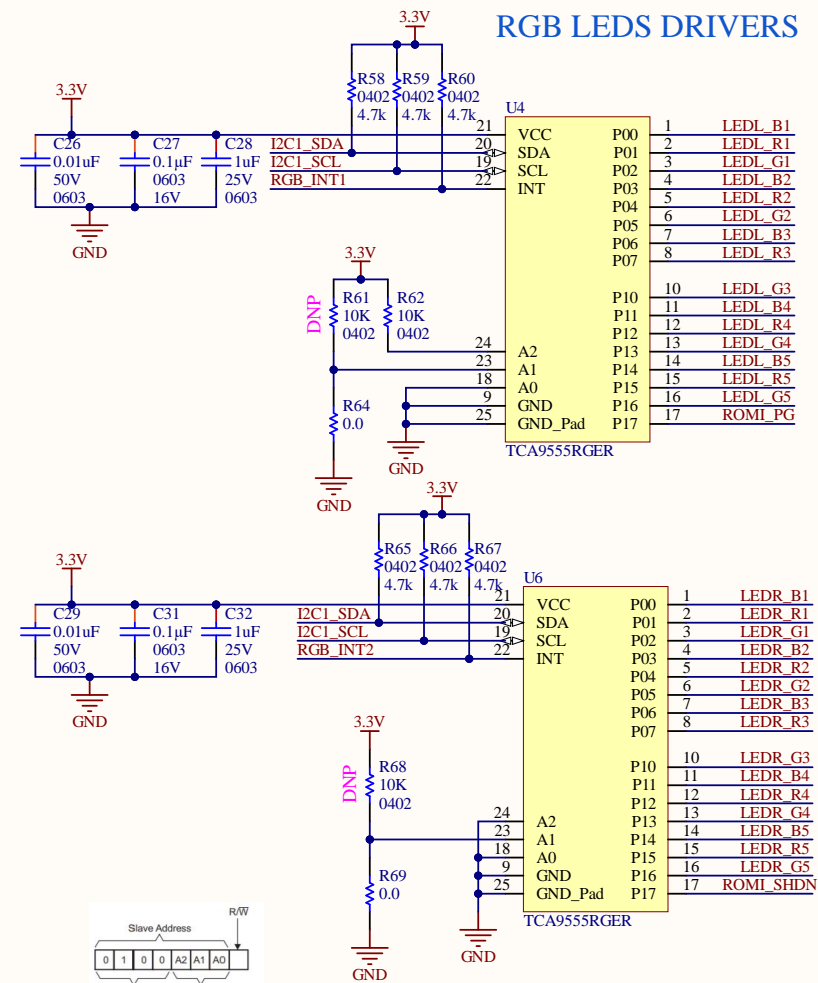 RGB LEDS DRIVERS
3.3V
3.3V
R58
0402
4.7k
R59
0402
4.7k
R60
0402
4.7k
C26
0.01uF
50V
0603
C27
0.1µF
0603
16V
C28
1uF
25V
0603
GND
I2C1_SDA
I2C1_SCL
RGB_INT1
U4
21 VCC P00 1 LEDL_B1
20 SDA P01 2 LEDL_R1
19 SCL P02 3 LEDL_G1
22 INT P03 4 LEDL_B2
P04 5 LEDL_R2
P05 6 LEDL_G2
P06 7 LEDL_B3
P07 8 LEDL_R3
P10 10 LEDL_G3
P11 11 LEDL_B4
P12 12 LEDL_R4
24 A2 P13 13 LEDL_G4
23 A1 P14 14 LEDL_B5
18 A0 P15 15 LEDL_R5
9 GND P16 16 LEDL_G5
25 GND_Pad P17 17 ROMI_PG
TCA9555RGER
3.3V
DNP
R61
10K
0402
R62
10K
0402
R64
0.0
GND
GND
3.3V
3.3V
R65
0402
4.7k
R66
0402
4.7k
R67
0402
4.7k
C29
0.01uF
50V
0603
C31
0.1µF
0603
16V
C32
1uF
25V
0603
GND
I2C1_SDA
I2C1_SCL
RGB_INT2
U6
21 VCC P00 1 LEDR_B1
20 SDA P01 2 LEDR_R1
19 SCL P02 3 LEDR_G1
22 INT P03 4 LEDR_B2
P04 5 LEDR_R2
P05 6 LEDR_G2
P06 7 LEDR_B3
P07 8 LEDR_R3
P10 10 LEDR_G3
P11 11 LEDR_B4
P12 12 LEDR_R4
24 A2 P13 13 LEDR_G4
23 A1 P14 14 LEDR_B5
18 A0 P15 15 LEDR_R5
9 GND P16 16 LEDR_G5
25 GND_Pad P17 17 ROMI_SHDN
TCA9555RGER
3.3V
DNP
R68
10K
0402
R69
0.0
GND
GND
R/W̅
Slave Address
0 1 0 0 A2 A1 A0